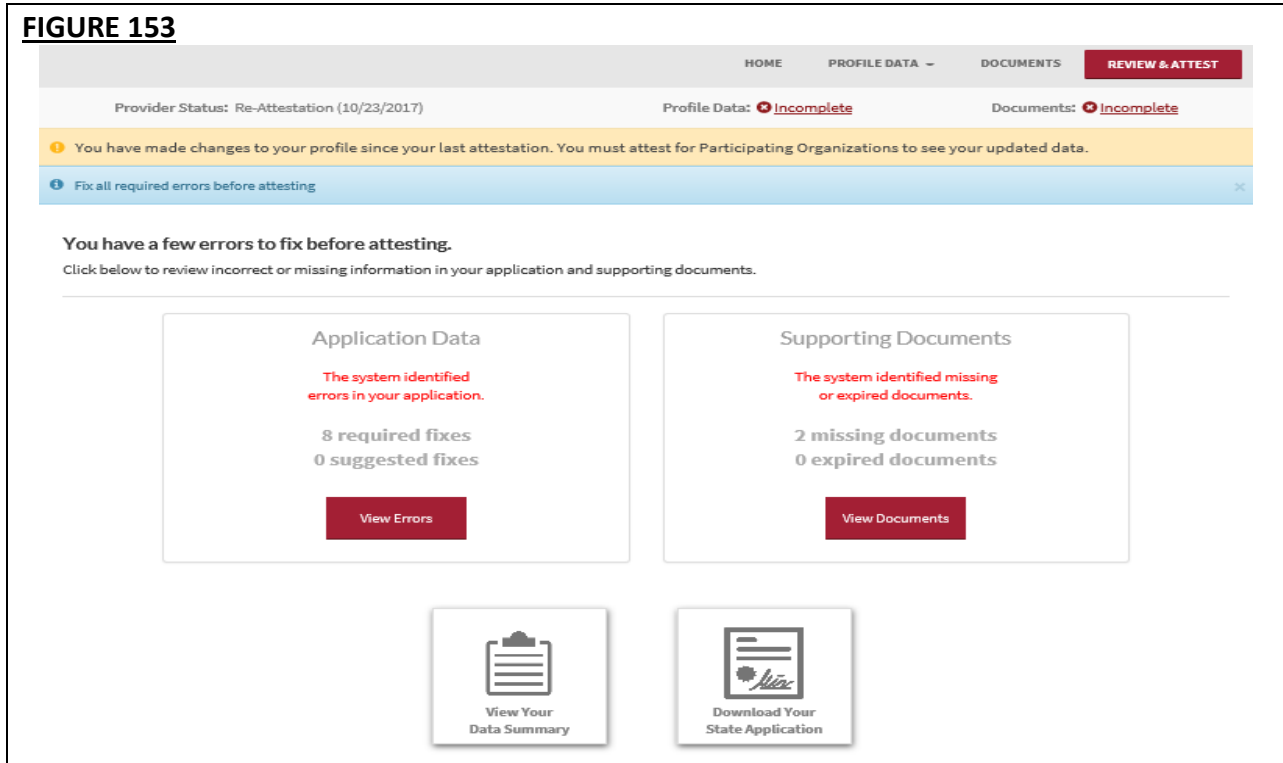 FIGURE 153
HOME PROFILE DATA DOCUMENTS REVIEW & ATTEST
Provider Status: Re-Attestation (10/23/2017) Profile Data: Incomplete Documents: Incomplete
You have made changes to your profile since your last attestation. You must attest for Participating Organizations to see your updated data.
Fix all required errors before attesting ×
You have a few errors to fix before attesting.
Click below to review incorrect or missing information in your application and supporting documents.
Application Data
The system identified
errors in your application.
8 required fixes
0 suggested fixes
View Errors
Supporting Documents
The system identified missing
or expired documents.
2 missing documents
0 expired documents
View Documents
View Your
Data Summary
Download Your
State Application